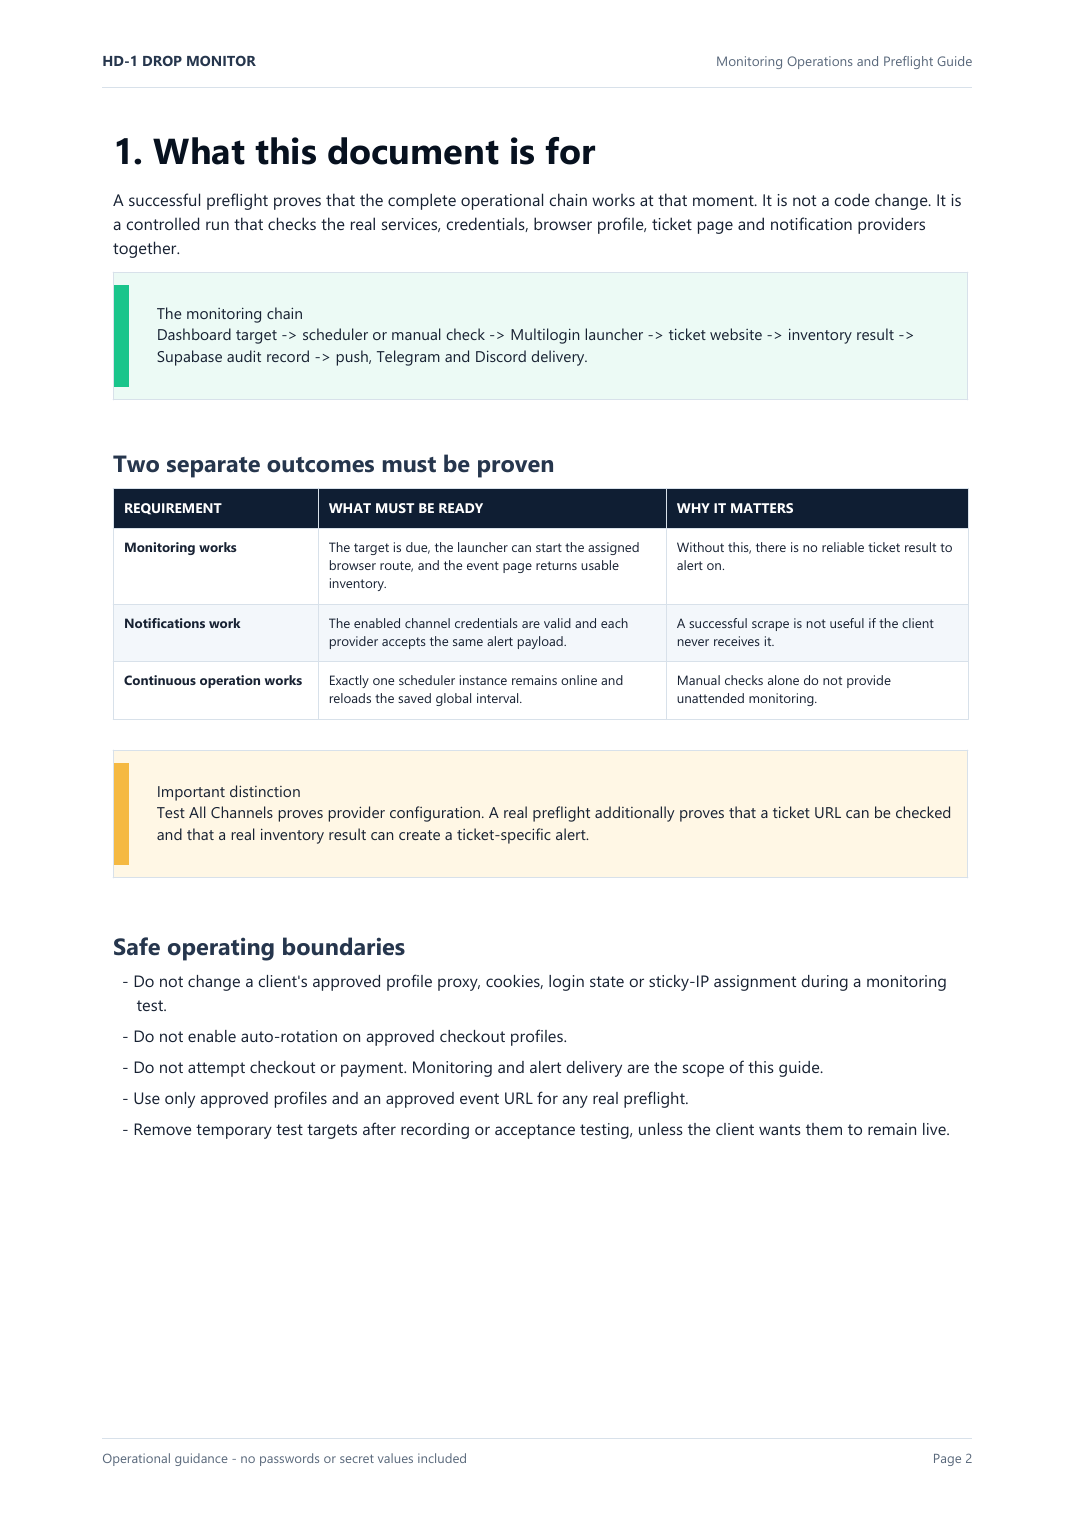 HD-1 DROP MONITOR
Monitoring Operations and Preflight Guide
1. What this document is for
A successful preflight proves that the complete operational chain works at that moment. It is not a code change. It is
a controlled run that checks the real services, credentials, browser profile, ticket page and notification providers
together.
The monitoring chain
Dashboard target -> scheduler or manual check -> Multilogin launcher -> ticket website -> inventory result ->
Supabase audit record -> push, Telegram and Discord delivery.
Two separate outcomes must be proven
REQUIREMENT
WHAT MUST BE READY
WHY IT MATTERS
Monitoring works
The target is due, the launcher can start the assigned
browser route, and the event page returns usable
inventory.
Without this, there is no reliable ticket result to
alert on.
Notifications work
The enabled channel credentials are valid and each
provider accepts the same alert payload.
A successful scrape is not useful if the client
never receives it.
Continuous operation works
Exactly one scheduler instance remains online and
reloads the saved global interval.
Manual checks alone do not provide
unattended monitoring.
Important distinction
Test All Channels proves provider configuration. A real preflight additionally proves that a ticket URL can be checked
and that a real inventory result can create a ticket-specific alert.
Safe operating boundaries
- Do not change a client's approved profile proxy, cookies, login state or sticky-IP assignment during a monitoring
test.
- Do not enable auto-rotation on approved checkout profiles.
- Do not attempt checkout or payment. Monitoring and alert delivery are the scope of this guide.
- Use only approved profiles and an approved event URL for any real preflight.
- Remove temporary test targets after recording or acceptance testing, unless the client wants them to remain live.
Operational guidance - no passwords or secret values included
Page 2